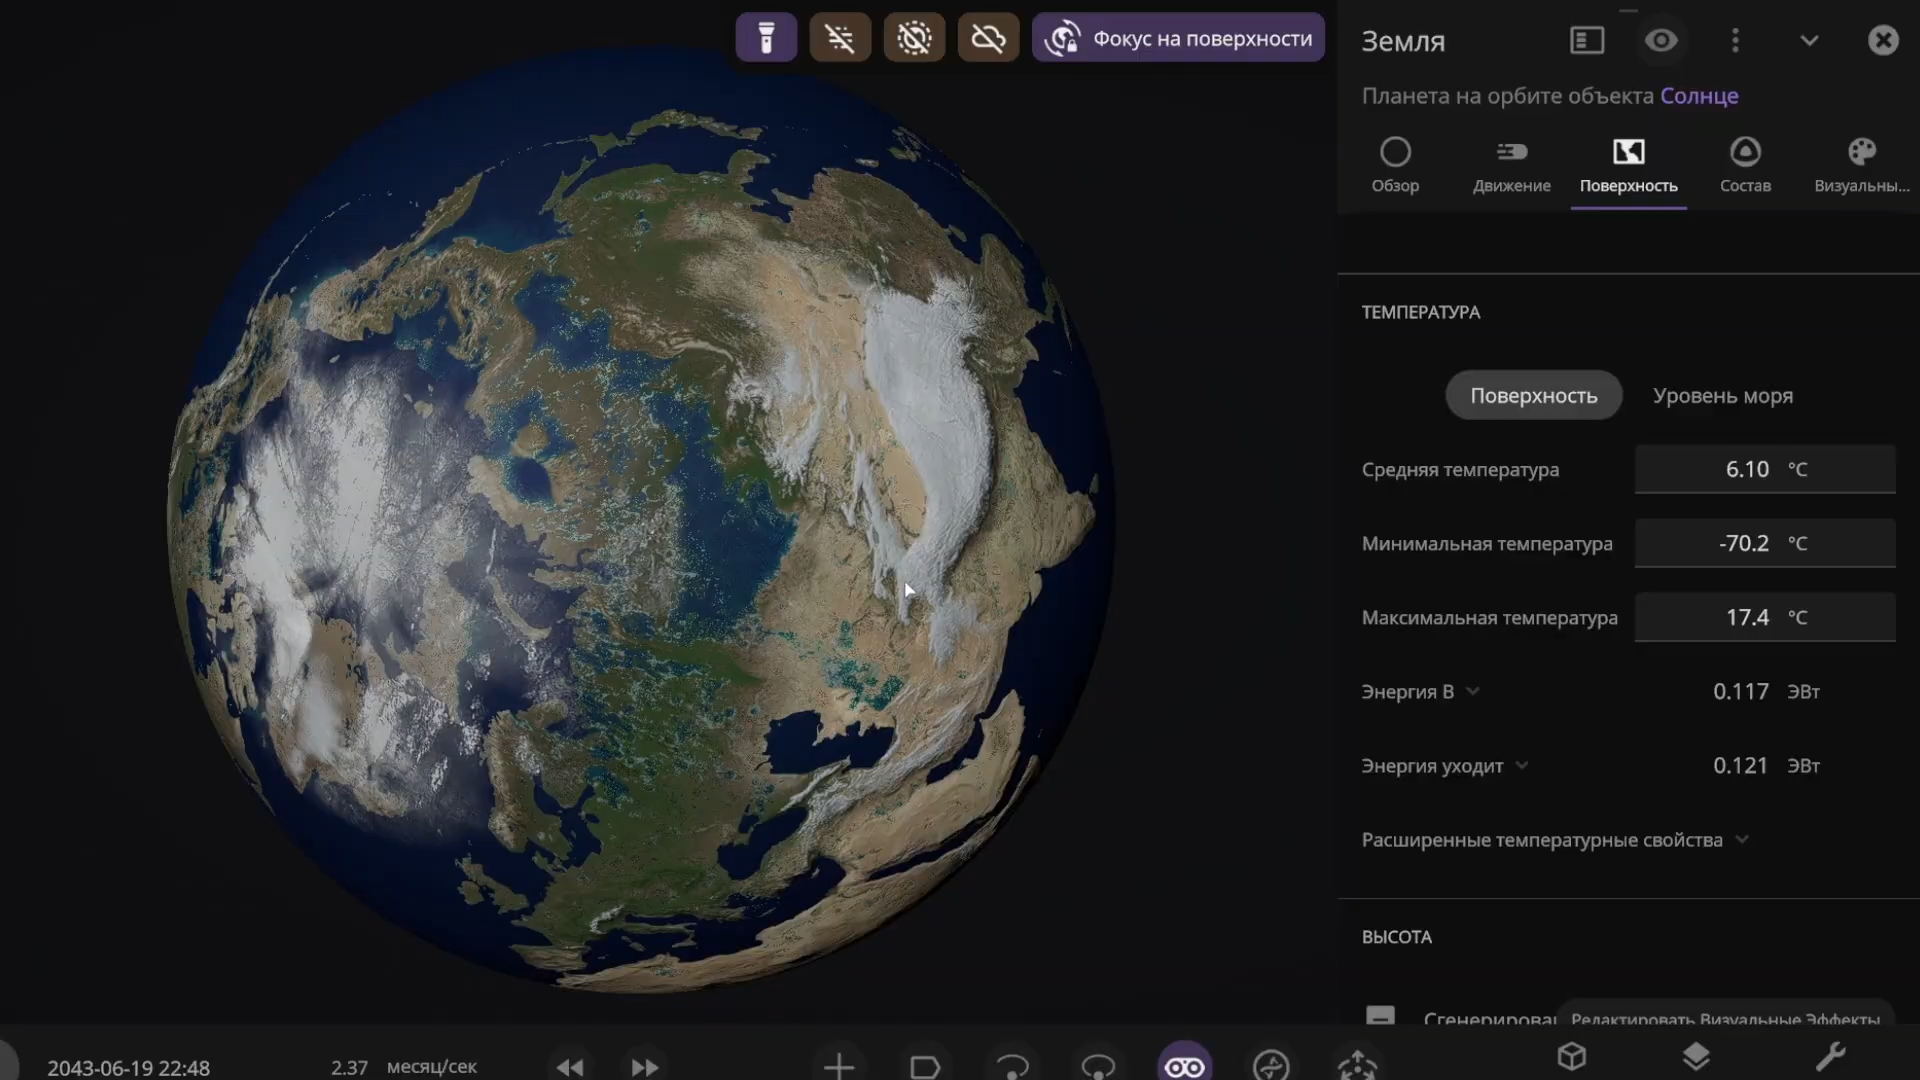 Фокус на поверхности
Земля
Планета на орбите объекта Солнце
Обзор
Движение
Поверхность
Состав
Визуальны...
ТЕМПЕРАТУРА
Поверхность
Уровень моря
Средняя температура 6.10 °C
Минимальная температура -70.2 °C
Максимальная температура 17.4 °C
Энергия В 0.117 ЭВт
Энергия уходит 0.121 ЭВт
Расширенные температурные свойства
ВЫСОТА
Редактировать Визуальные Эффекты
2043-06-19 22:48
2.37 месяц/сек